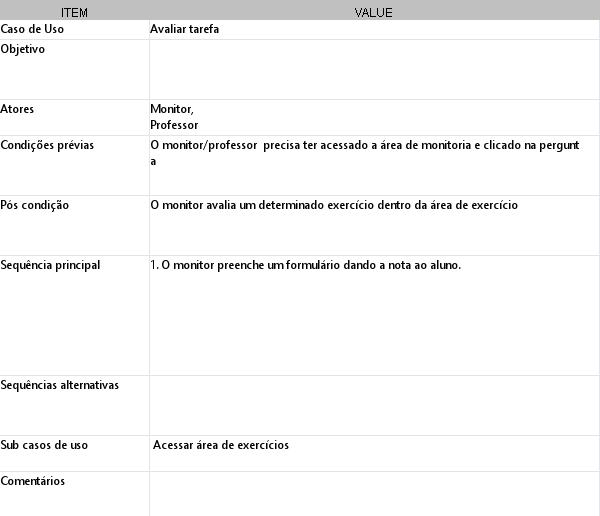 ITEM VALUE
Caso de Uso Avaliar tarefa
Objetivo
Atores Monitor,
Professor
Condições prévias O monitor/professor  precisa ter acessado a área de monitoria e clicado na pergunt
a
Pós condição O monitor avalia um determinado exercício dentro da área de exercício
Sequência principal 1. O monitor preenche um formulário dando a nota ao aluno.
Sequências alternativas
Sub casos de uso Acessar área de exercícios
Comentários